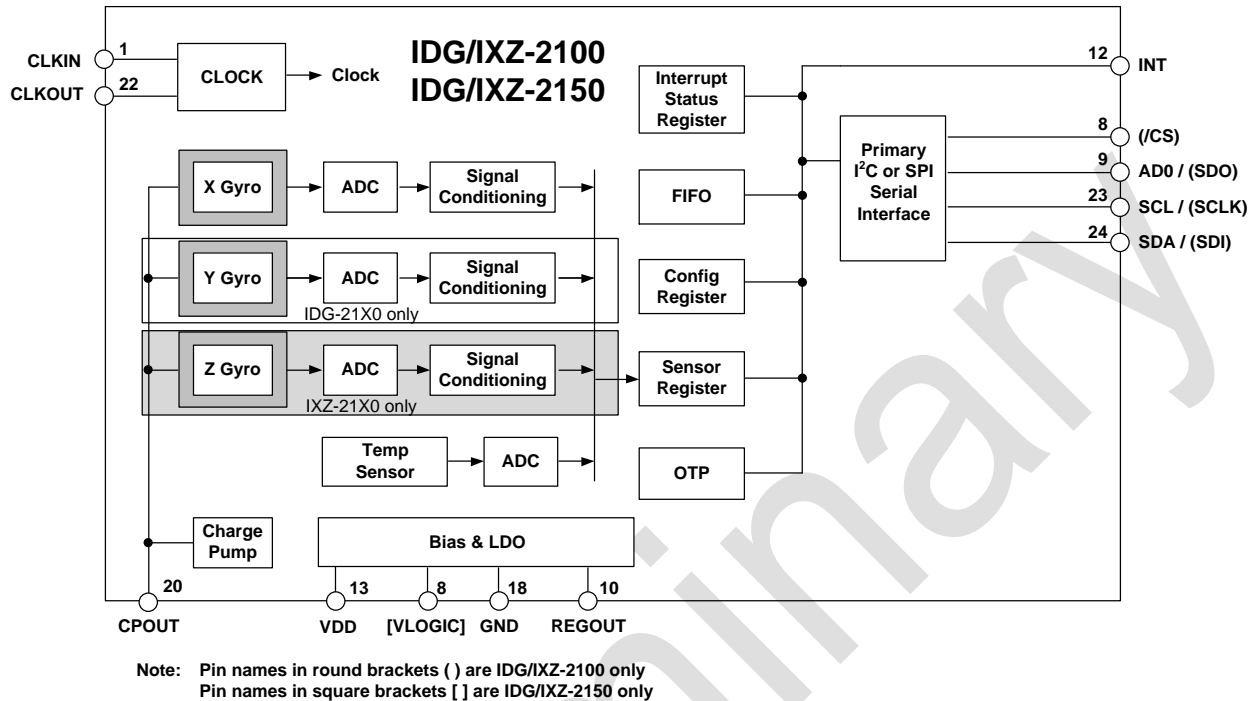 IDG/IXZ-2100
IDG/IXZ-2150
CLKIN
1
CLKOUT
22
CLOCK
Clock
X Gyro
ADC
Signal
Conditioning
Y Gyro
ADC
Signal
Conditioning
IDG-21X0 only
Z Gyro
ADC
Signal
Conditioning
IXZ-21X0 only
Temp
Sensor
ADC
Charge
Pump
Bias & LDO
Interrupt
Status
Register
FIFO
Config
Register
Sensor
Register
OTP
Primary
I²C or SPI
Serial
Interface
12
INT
8
(/CS)
9
AD0 / (SDO)
23
SCL / (SCLK)
24
SDA / (SDI)
20
CPOUT
13
VDD
8
[VLOGIC]
18
GND
10
REGOUT
Note: Pin names in round brackets ( ) are IDG/IXZ-2100 only
Pin names in square brackets [ ] are IDG/IXZ-2150 only